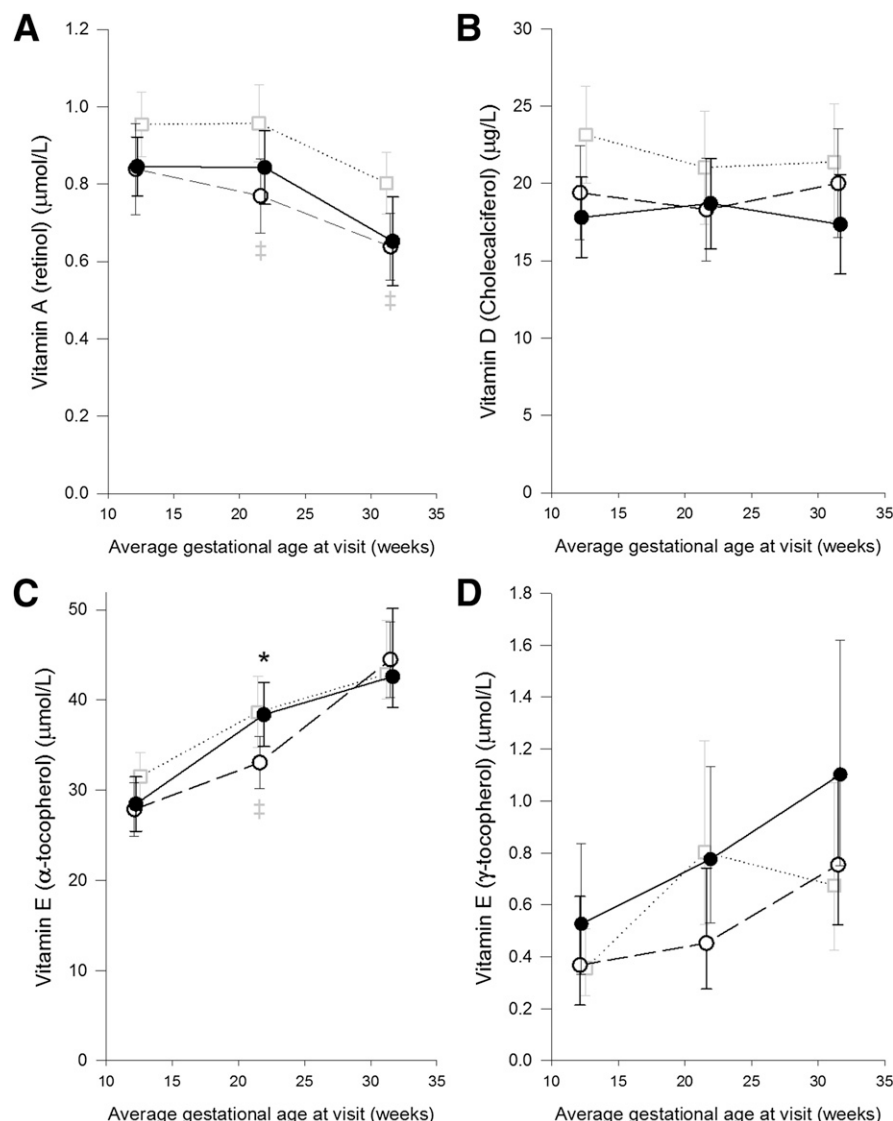 A
Vitamin A (retinol) (μmol/L)
1.2
1.0
0.8
0.6
0.4
0.2
0.0
‡
‡
10 15 20 25 30 35
Average gestational age at visit (weeks)
B
Vitamin D (Cholecalciferol) (μg/L)
30
25
20
15
10
5
0
10 15 20 25 30 35
Average gestational age at visit (weeks)
C
Vitamin E (α-tocopherol) (μmol/L)
50
40
30
20
10
0
*
‡
10 15 20 25 30 35
Average gestational age at visit (weeks)
D
Vitamin E (γ-tocopherol) (μmol/L)
1.8
1.6
1.4
1.2
1.0
0.8
0.6
0.4
0.2
0.0
10 15 20 25 30 35
Average gestational age at visit (weeks)